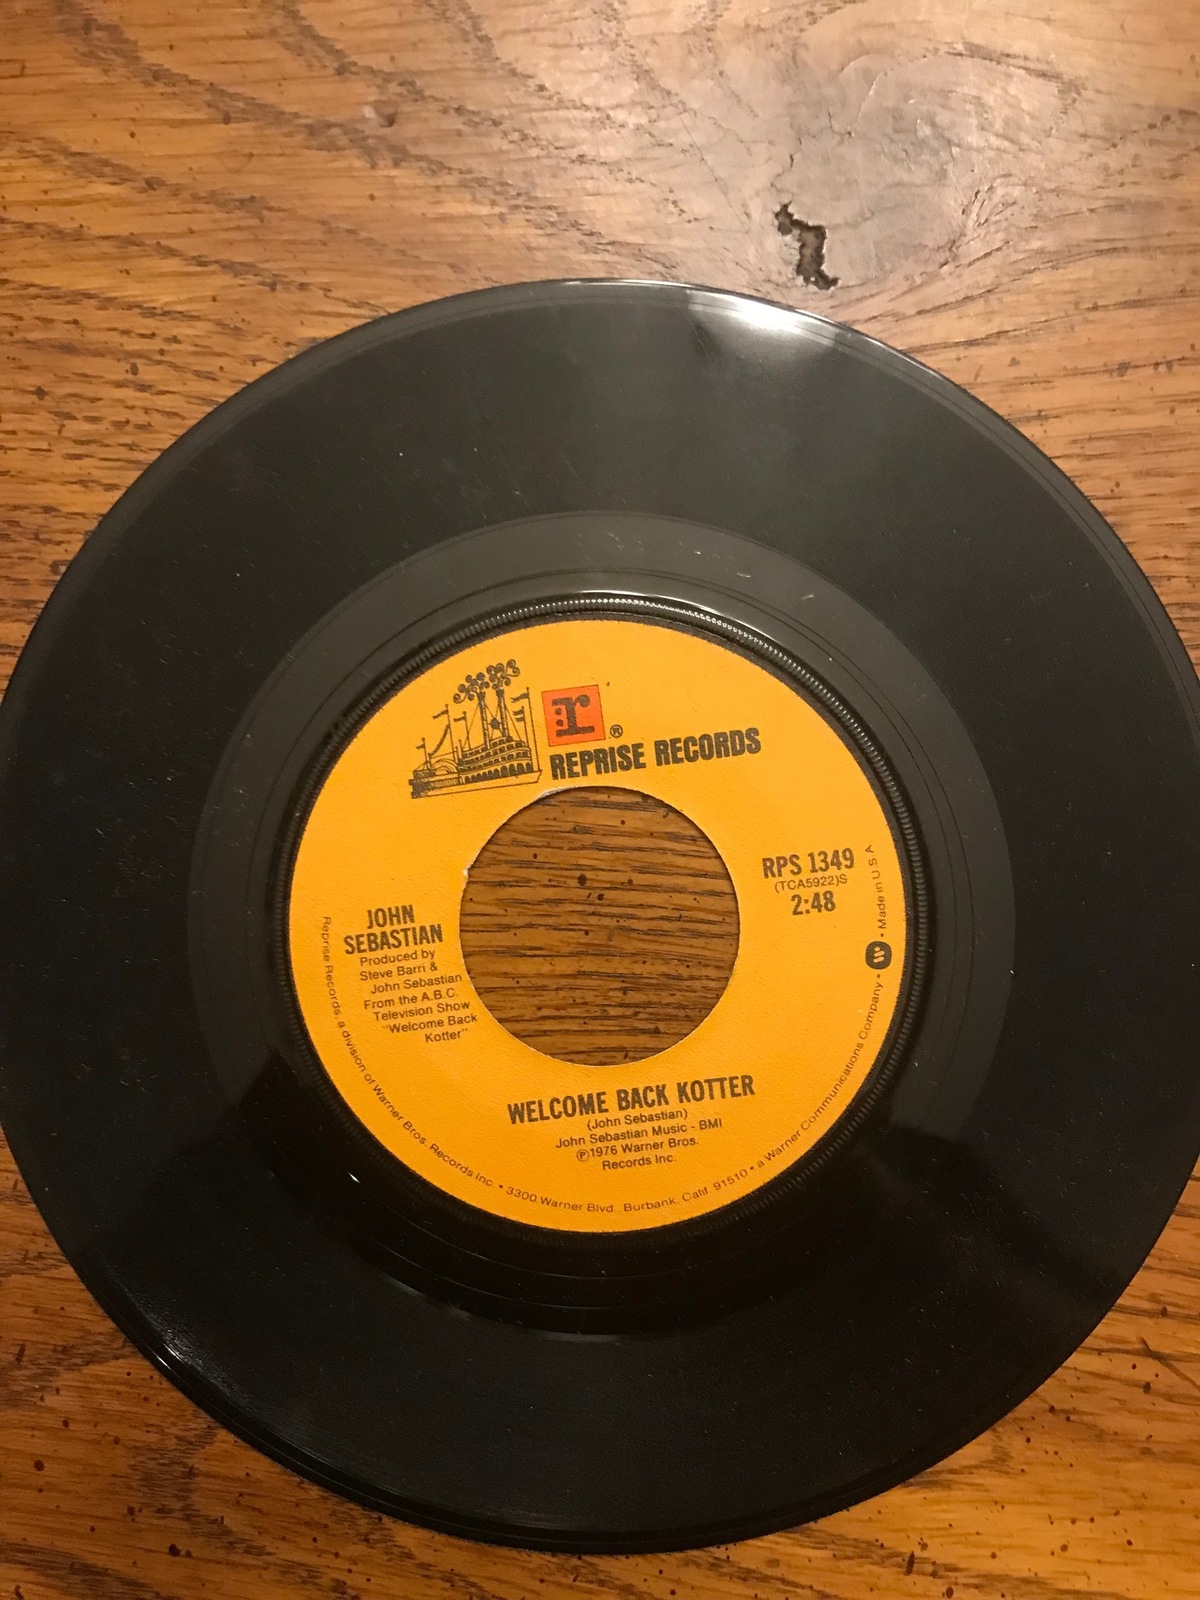 r®
REPRISE RECORDS
RPS 1349
(TCA5922)S
2:48
JOHN
SEBASTIAN
Produced by
Steve Barri &
John Sebastian
From the A.B.C.
Television Show
"Welcome Back
Kotter"
WELCOME BACK KOTTER
(John Sebastian)
John Sebastian Music - BMI
℗1976 Warner Bros.
Records Inc.
Reprise Records, a division of Warner Bros. Records Inc • 3300 Warner Blvd., Burbank, Calif. 91510 • a Warner Communications Company • W • Made in U.S.A.